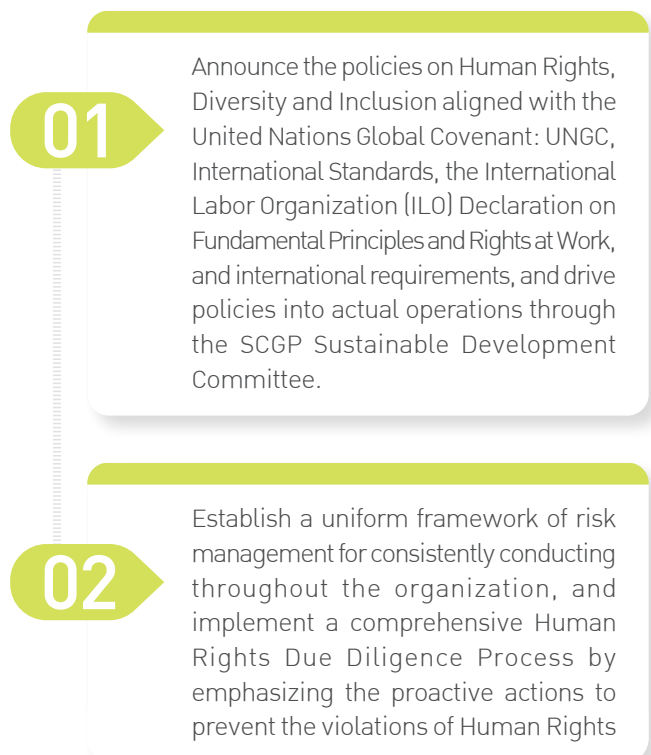 01
Announce the policies on Human Rights,
Diversity and Inclusion aligned with the
United Nations Global Covenant: UNGC,
International Standards, the International
Labor Organization (ILO) Declaration on
Fundamental Principles and Rights at Work,
and international requirements, and drive
policies into actual operations through
the SCGP Sustainable Development
Committee.
02
Establish a uniform framework of risk
management for consistently conducting
throughout the organization, and
implement a comprehensive Human
Rights Due Diligence Process by
emphasizing the proactive actions to
prevent the violations of Human Rights